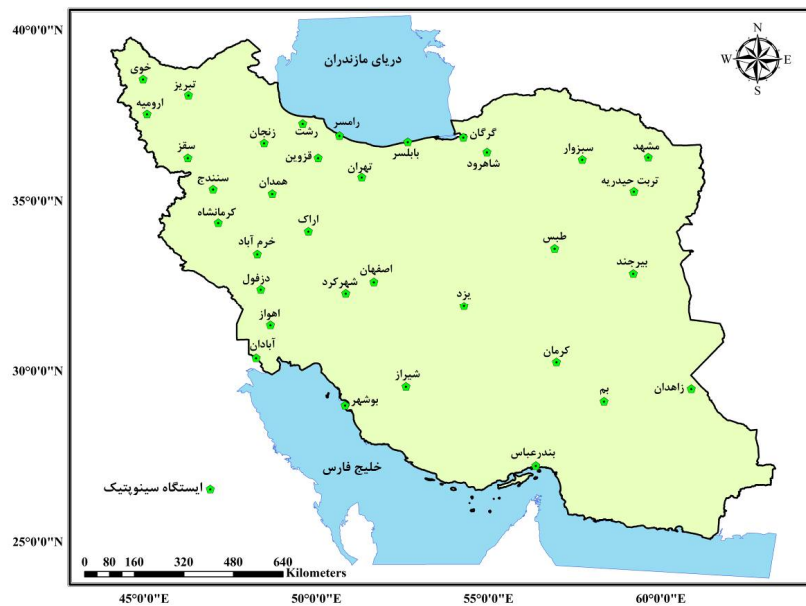 40°0'0"N
35°0'0"N
30°0'0"N
25°0'0"N
دریای مازندران
N
W E
S
خوی
تبریز
ارومیه
رامسر
رشت
زنجان
گرگان
بابلسر
مشهد
سبزوار
شاهرود
سقز
قزوین
تهران
تربت حیدریه
سنندج
همدان
کرمانشاه
اراک
خرم آباد
طبس
بیرجند
اصفهان
شهرکرد
دزفول
یزد
اهواز
آبادان
کرمان
شیراز
بم
زاهدان
بوشهر
بندرعباس
خلیج فارس
ایستگاه سینوپتیک
0 80 160 320 480 640
Kilometers
45°0'0"E 50°0'0"E 55°0'0"E 60°0'0"E